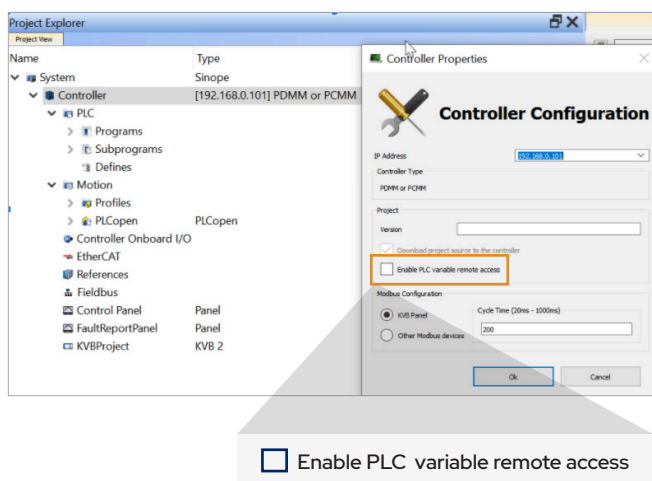 Project Explorer
Project View
Name Type
System Sinope
Controller [192.168.0.101] PDMM or PCMM
PLC
Programs
Subprograms
Defines
Motion
Profiles
PLCopen PLCopen
Controller Onboard I/O
EtherCAT
References
Fieldbus
Control Panel Panel
FaultReportPanel Panel
KVBProject KVB 2
Controller Properties
Controller Configuration
IP Address 192.168.0.101
Controller Type
PDMM or PCMM
Project
Version
Download project source to the controller
Enable PLC variable remote access
Modbus Configuration
KVB Panel
Other Modbus devices
Cycle Time (20ms - 1000ms)
200
Ok Cancel
Enable PLC variable remote access